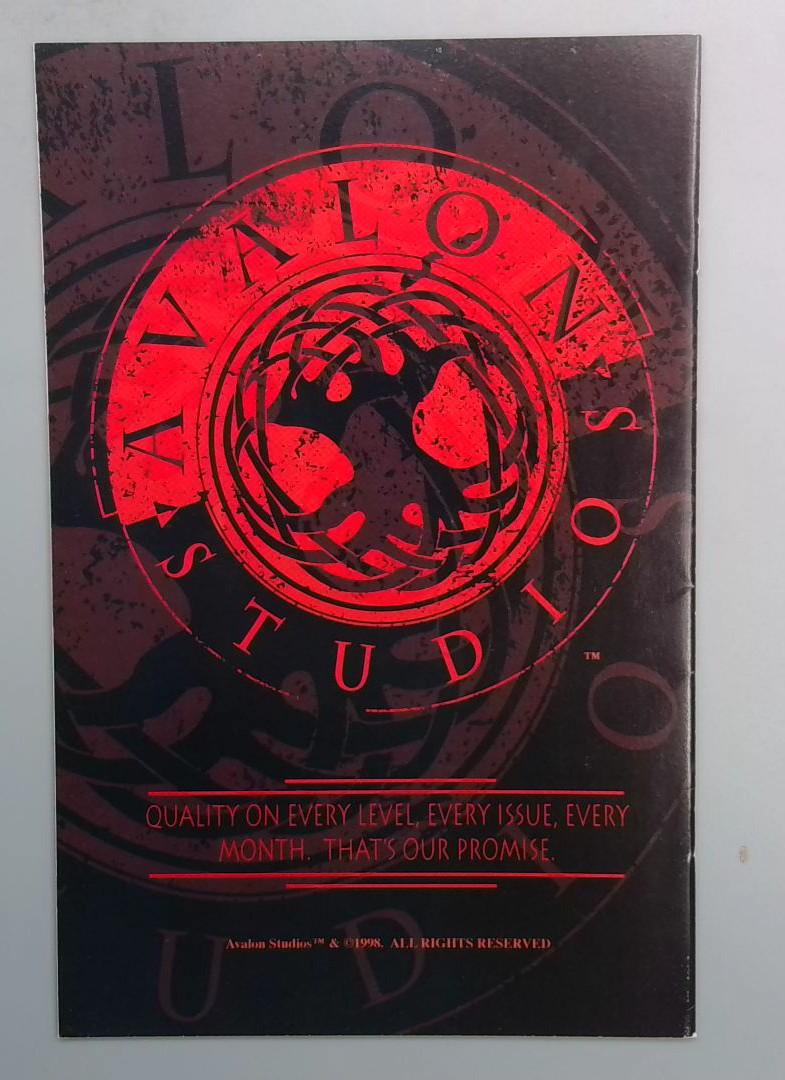 AVALON
STUDIOS
™
QUALITY ON EVERY LEVEL, EVERY ISSUE, EVERY
MONTH. THAT'S OUR PROMISE.
Avalon Studios™ & ©1998. ALL RIGHTS RESERVED